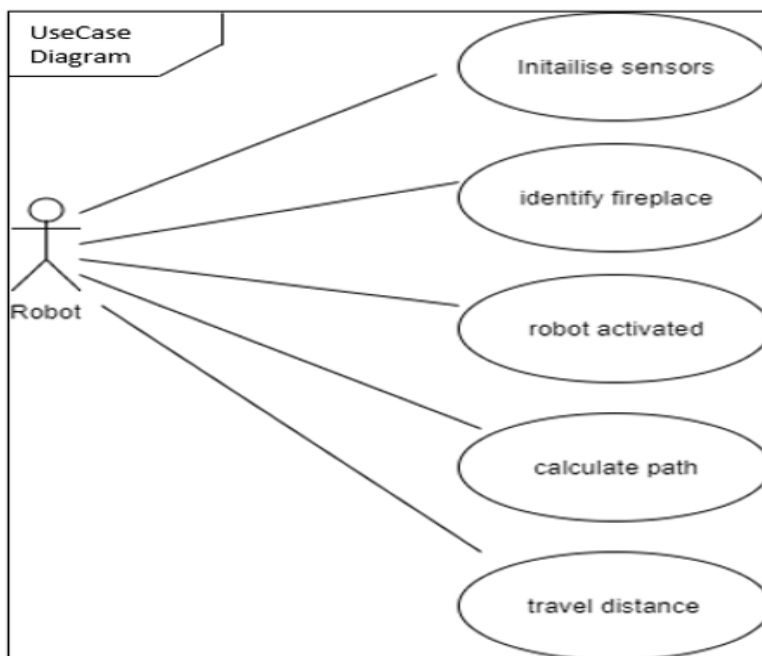 UseCase
Diagram
Initailise sensors
identify fireplace
Robot
robot activated
calculate path
travel distance